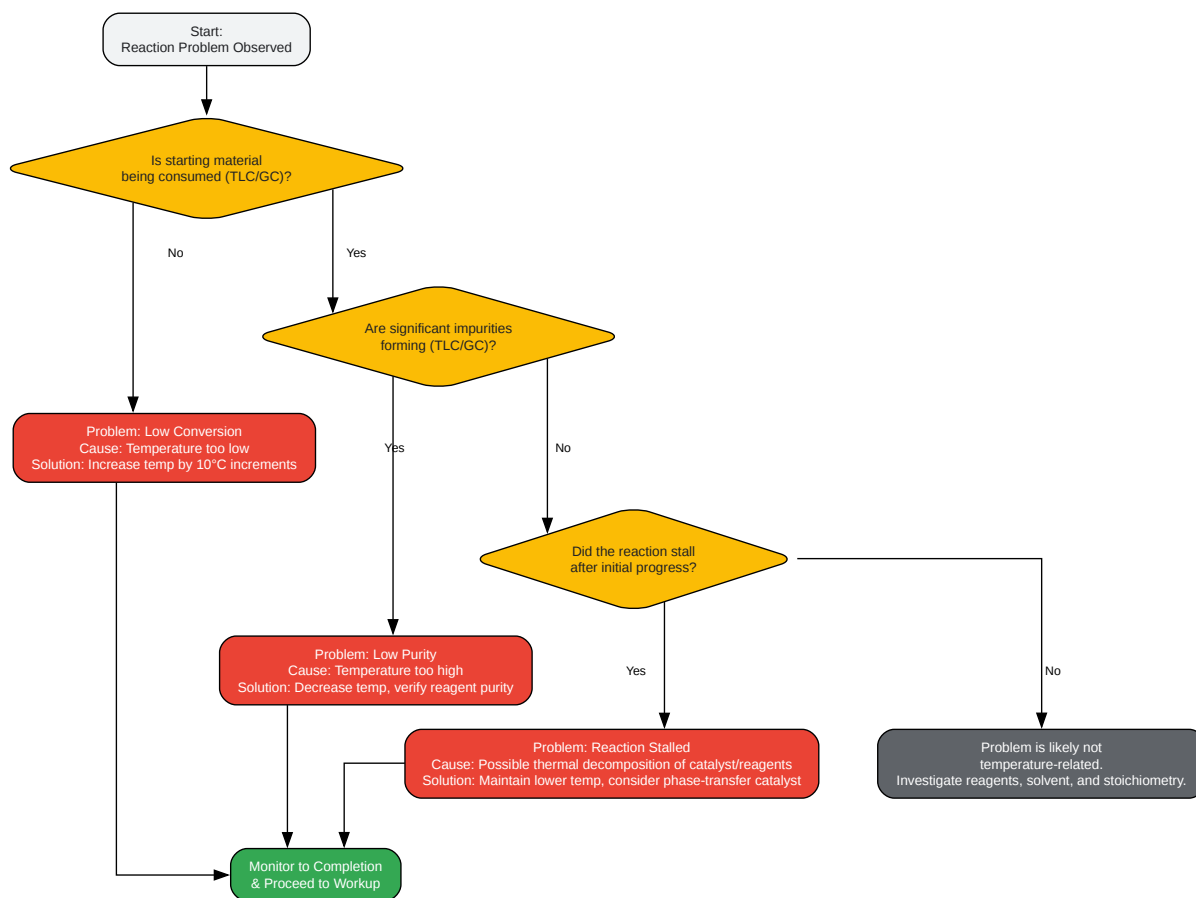 Start:
Reaction Problem Observed
Is starting material
being consumed (TLC/GC)?
No
Yes
Are significant impurities
forming (TLC/GC)?
Problem: Low Conversion
Cause: Temperature too low
Solution: Increase temp by 10°C increments
Yes
No
Did the reaction stall
after initial progress?
Problem: Low Purity
Cause: Temperature too high
Solution: Decrease temp, verify reagent purity
Yes
No
Problem: Reaction Stalled
Cause: Possible thermal decomposition of catalyst/reagents
Solution: Maintain lower temp, consider phase-transfer catalyst
Problem is likely not
temperature-related.
Investigate reagents, solvent, and stoichiometry.
Monitor to Completion
& Proceed to Workup